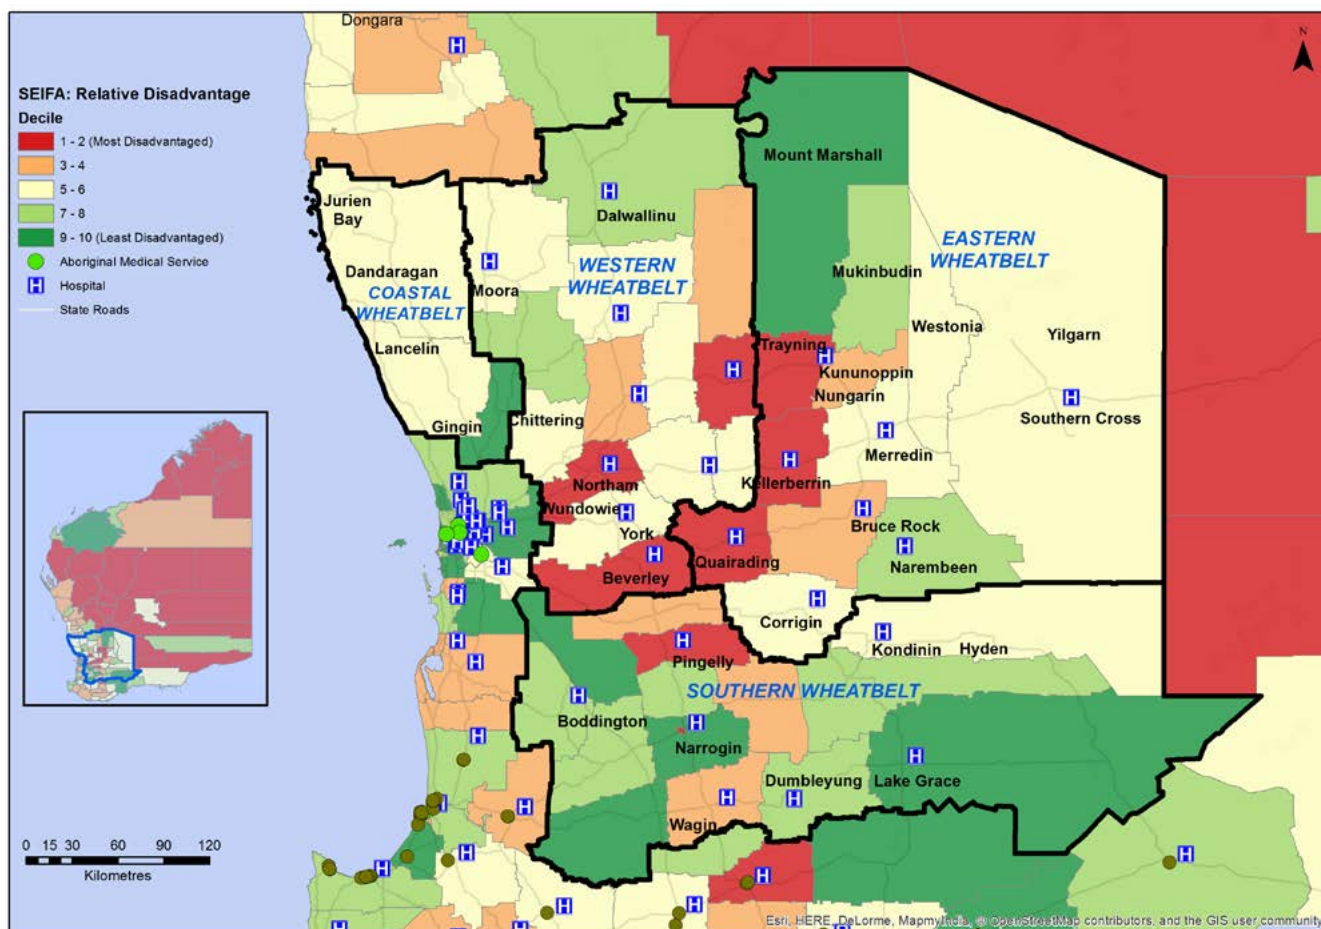 Dongara
N
SEIFA: Relative Disadvantage
Decile
1 - 2 (Most Disadvantaged)
3 - 4
5 - 6
7 - 8
9 - 10 (Least Disadvantaged)
Aboriginal Medical Service
H Hospital
State Roads
Mount Marshall
Jurien
Bay
Dalwallinu
EASTERN
WHEATBELT
WESTERN
WHEATBELT
Dandaragan
Mukinbudin
COASTAL
WHEATBELT
Moora
Westonia
Yilgarn
Lancelin
Trayning
Kununoppin
Nungarin
Southern Cross
Gingin
Chittering
Merredin
Northam
Kellerberrin
Wundowie
York
Bruce Rock
Quairading
Narembeen
Beverley
Corrigin
Kondinin
Hyden
Pingelly
SOUTHERN WHEATBELT
Boddington
Narrogin
Dumbleyung
Lake Grace
Wagin
0 15 30 60 90 120
Kilometres
Esri, HERE, DeLorme, MapmyIndia, © OpenStreetMap contributors, and the GIS user community